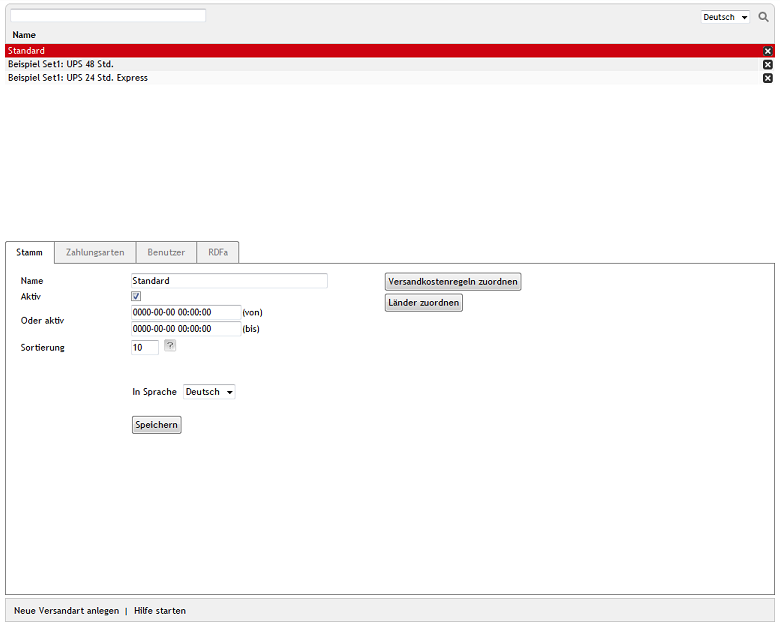 Deutsch
Name
Standard
Beispiel Set1: UPS 48 Std.
Beispiel Set1: UPS 24 Std. Express
Stamm Zahlungsarten Benutzer RDFa
Name Standard Versandkostenregeln zuordnen
Aktiv Länder zuordnen
Oder aktiv 0000-00-00 00:00:00 (von)
0000-00-00 00:00:00 (bis)
Sortierung 10 ?
In Sprache Deutsch
Speichern
Neue Versandart anlegen | Hilfe starten